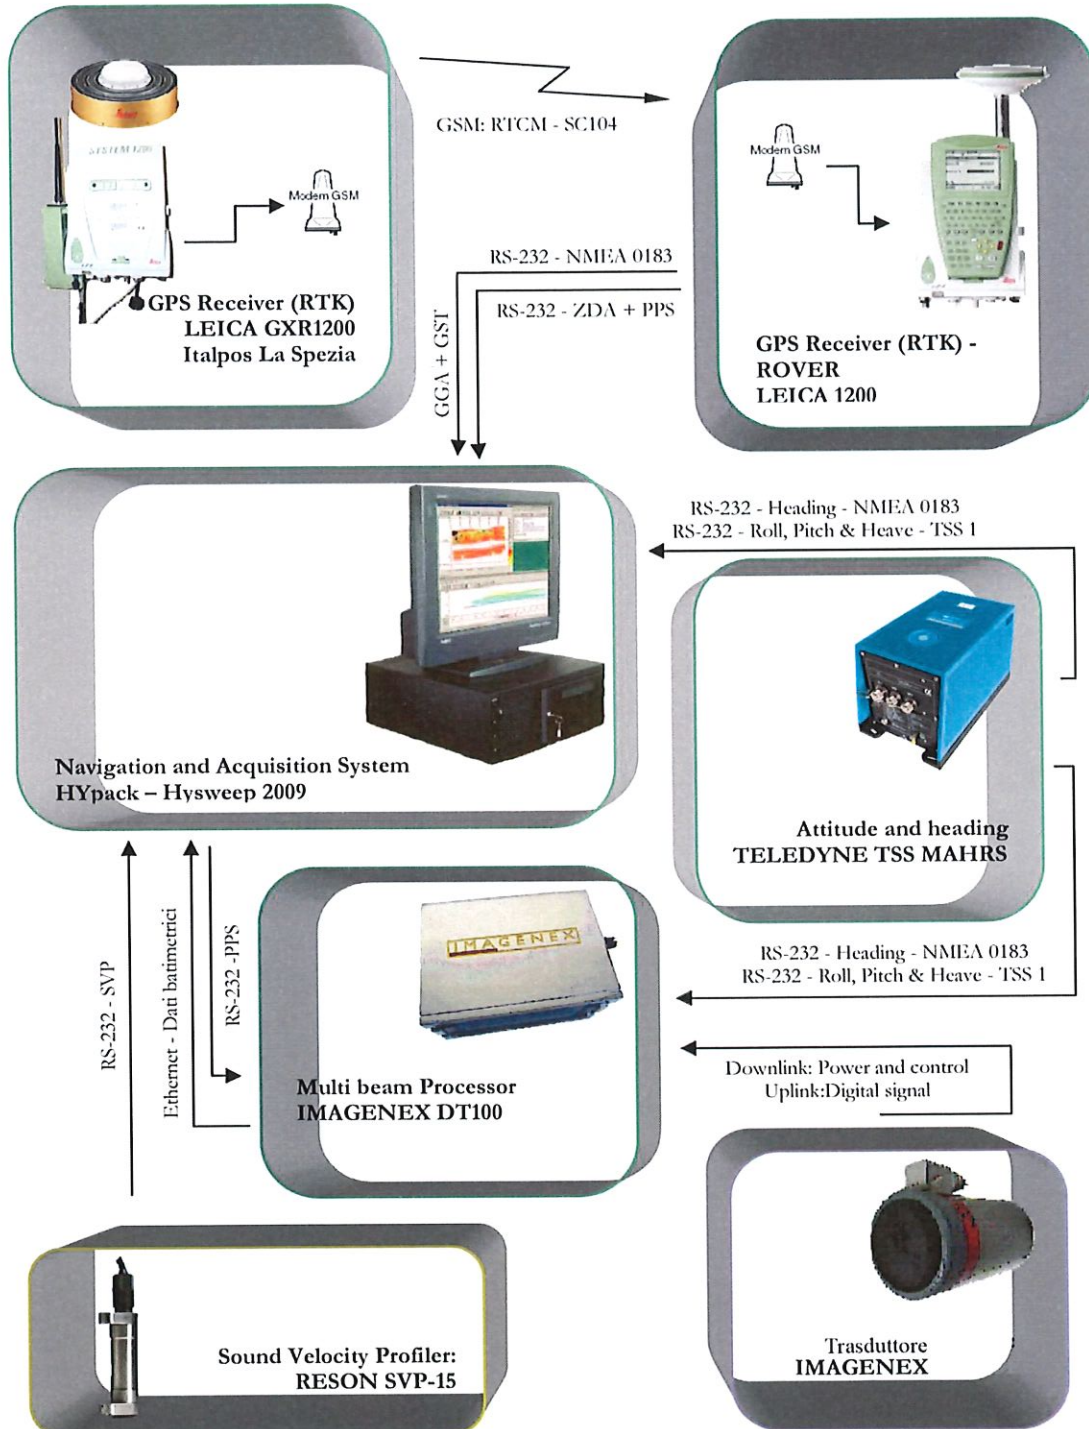 SYSTEM 1200
Modem GSM
GPS Receiver (RTK)
LEICA GXR1200
Italpos La Spezia
GSM: RTCM - SC104
Modem GSM
GPS Receiver (RTK) -
ROVER
LEICA 1200
RS-232 - NMEA 0183
RS-232 - ZDA + PPS
GGA + GST
Navigation and Acquisition System
HYpack – Hysweep 2009
RS-232 - Heading - NMEA 0183
RS-232 - Roll, Pitch & Heave - TSS 1
Attitude and heading
TELEDYNE TSS MAHRS
RS-232 - SVP
Ethernet - Dati batimetrici
RS-232 -PPS
IMAGENEX
Multi beam Processor
IMAGENEX DT100
RS-232 - Heading - NMEA 0183
RS-232 - Roll, Pitch & Heave - TSS 1
Downlink: Power and control
Uplink:Digital signal
Sound Velocity Profiler:
RESON SVP-15
Trasduttore
IMAGENEX